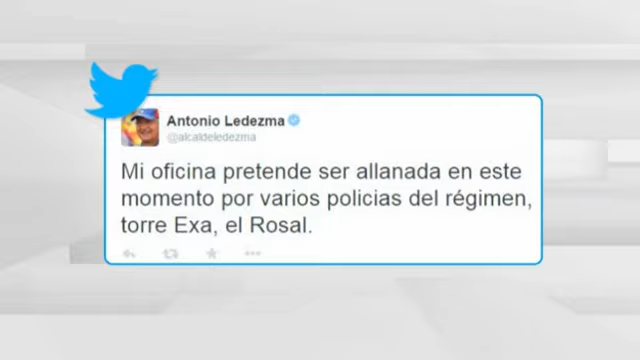 Antonio Ledezma
@alcaldeledezma
Mi oficina pretende ser allanada en este
momento por varios policias del régimen,
torre Exa, el Rosal.